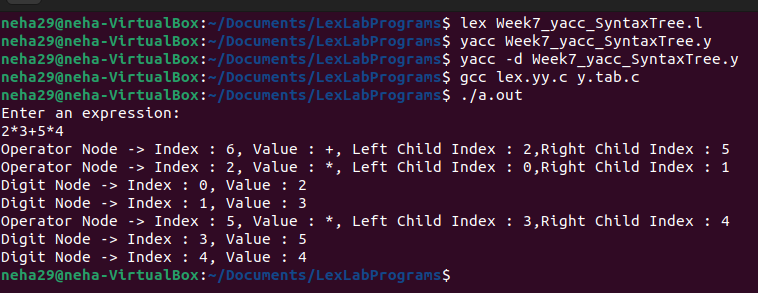 neha29@neha-VirtualBox:~/Documents/LexLabPrograms$ lex Week7_yacc_SyntaxTree.l
neha29@neha-VirtualBox:~/Documents/LexLabPrograms$ yacc Week7_yacc_SyntaxTree.y
neha29@neha-VirtualBox:~/Documents/LexLabPrograms$ yacc -d Week7_yacc_SyntaxTree.y
neha29@neha-VirtualBox:~/Documents/LexLabPrograms$ gcc lex.yy.c y.tab.c
neha29@neha-VirtualBox:~/Documents/LexLabPrograms$ ./a.out
Enter an expression:
2*3+5*4
Operator Node -> Index : 6, Value : +, Left Child Index : 2,Right Child Index : 5
Operator Node -> Index : 2, Value : *, Left Child Index : 0,Right Child Index : 1
Digit Node -> Index : 0, Value : 2
Digit Node -> Index : 1, Value : 3
Operator Node -> Index : 5, Value : *, Left Child Index : 3,Right Child Index : 4
Digit Node -> Index : 3, Value : 5
Digit Node -> Index : 4, Value : 4
neha29@neha-VirtualBox:~/Documents/LexLabPrograms$